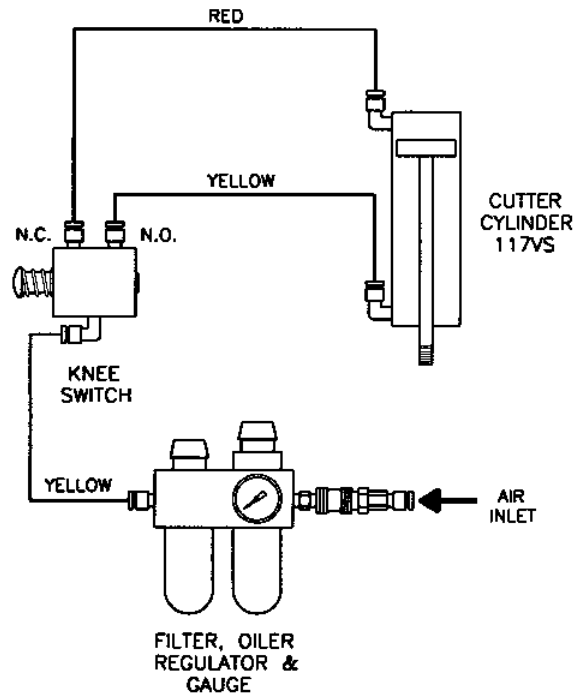 RED
YELLOW
CUTTER
CYLINDER
117VS
N.C.
N.O.
KNEE
SWITCH
YELLOW
AIR
INLET
FILTER, OILER
REGULATOR &
GAUGE